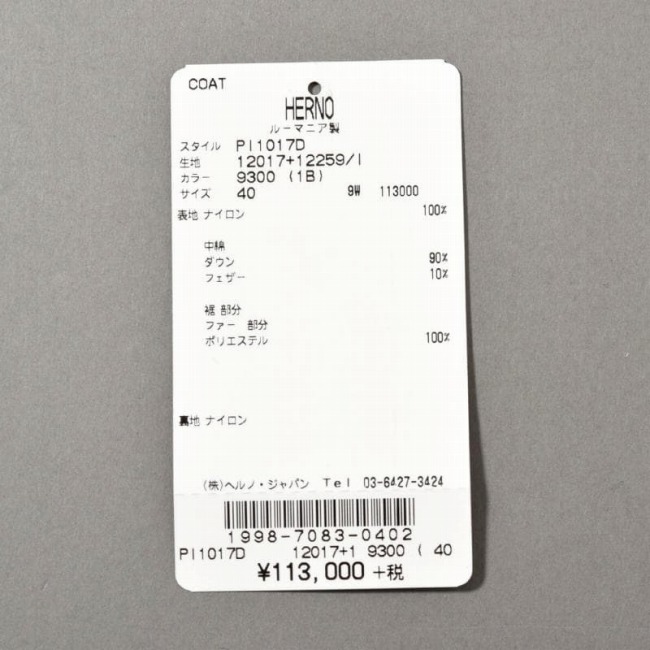 COAT
HERNO
ルーマニア製
スタイル PI1017D
生地 12017+12259/I
カラー 9300 (1B)
サイズ 40 9W 113000
表地 ナイロン 100%
中綿
ダウン 90%
フェザー 10%
裾 部分
ファー 部分
ポリエステル 100%
裏地 ナイロン
(株)ヘルノ・ジャパン Tel 03-6427-3424
1998-7083-0402
PI1017D 12017+1 9300 ( 40
¥113,000 +税